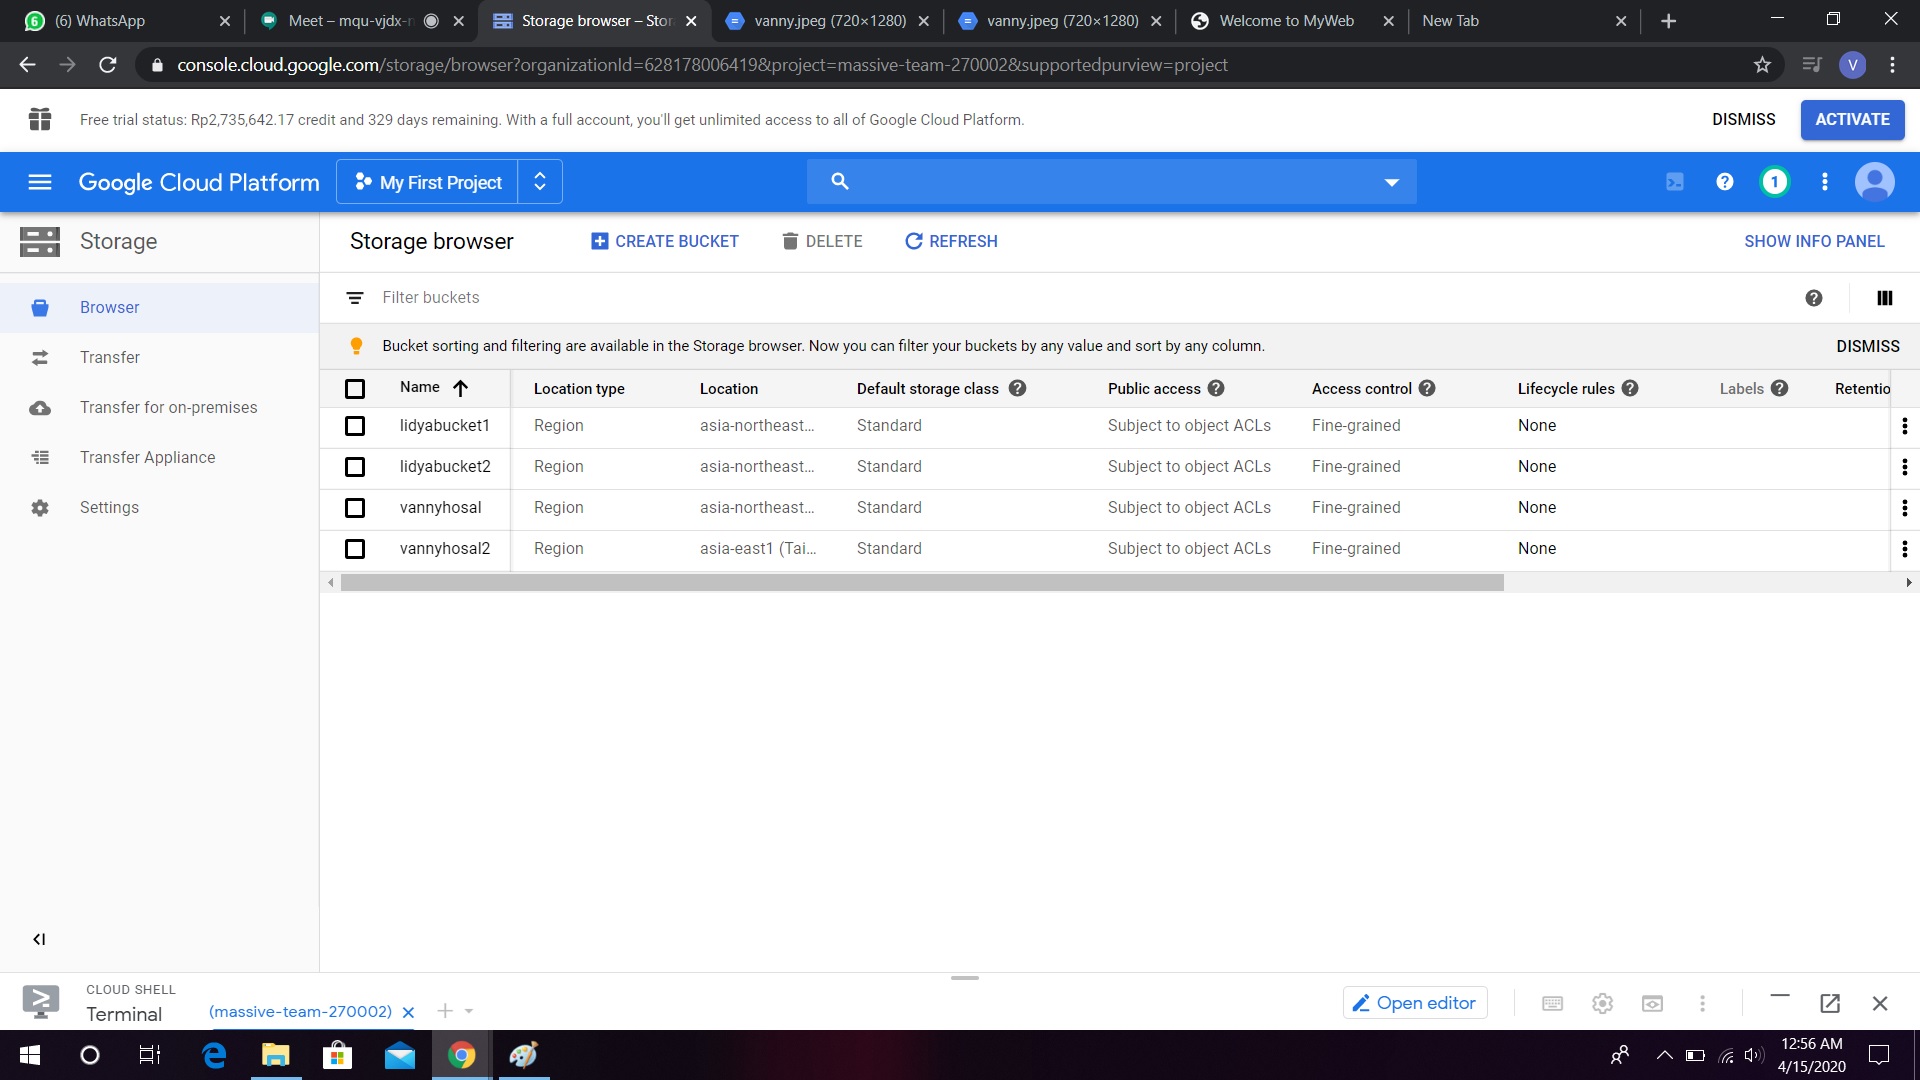 (6) WhatsApp
Meet – mqu-vjdx-n
Storage browser – Stor
vanny.jpeg (720×1280)
vanny.jpeg (720×1280)
Welcome to MyWeb
New Tab
console.cloud.google.com/storage/browser?organizationId=628178006419&project=massive-team-270002&supportedpurview=project
V
Free trial status: Rp2,735,642.17 credit and 329 days remaining. With a full account, you'll get unlimited access to all of Google Cloud Platform.
DISMISS
ACTIVATE
Google Cloud Platform
My First Project
1
Storage
Storage browser
CREATE BUCKET
DELETE
REFRESH
SHOW INFO PANEL
Browser
Transfer
Transfer for on-premises
Transfer Appliance
Settings
Filter buckets
Bucket sorting and filtering are available in the Storage browser. Now you can filter your buckets by any value and sort by any column.
DISMISS
Name Location type Location Default storage class Public access Access control Lifecycle rules Labels Retentio
lidyabucket1 Region asia-northeast... Standard Subject to object ACLs Fine-grained None
lidyabucket2 Region asia-northeast... Standard Subject to object ACLs Fine-grained None
vannyhosal Region asia-northeast... Standard Subject to object ACLs Fine-grained None
vannyhosal2 Region asia-east1 (Tai... Standard Subject to object ACLs Fine-grained None
CLOUD SHELL
Terminal
(massive-team-270002)
Open editor
12:56 AM
4/15/2020